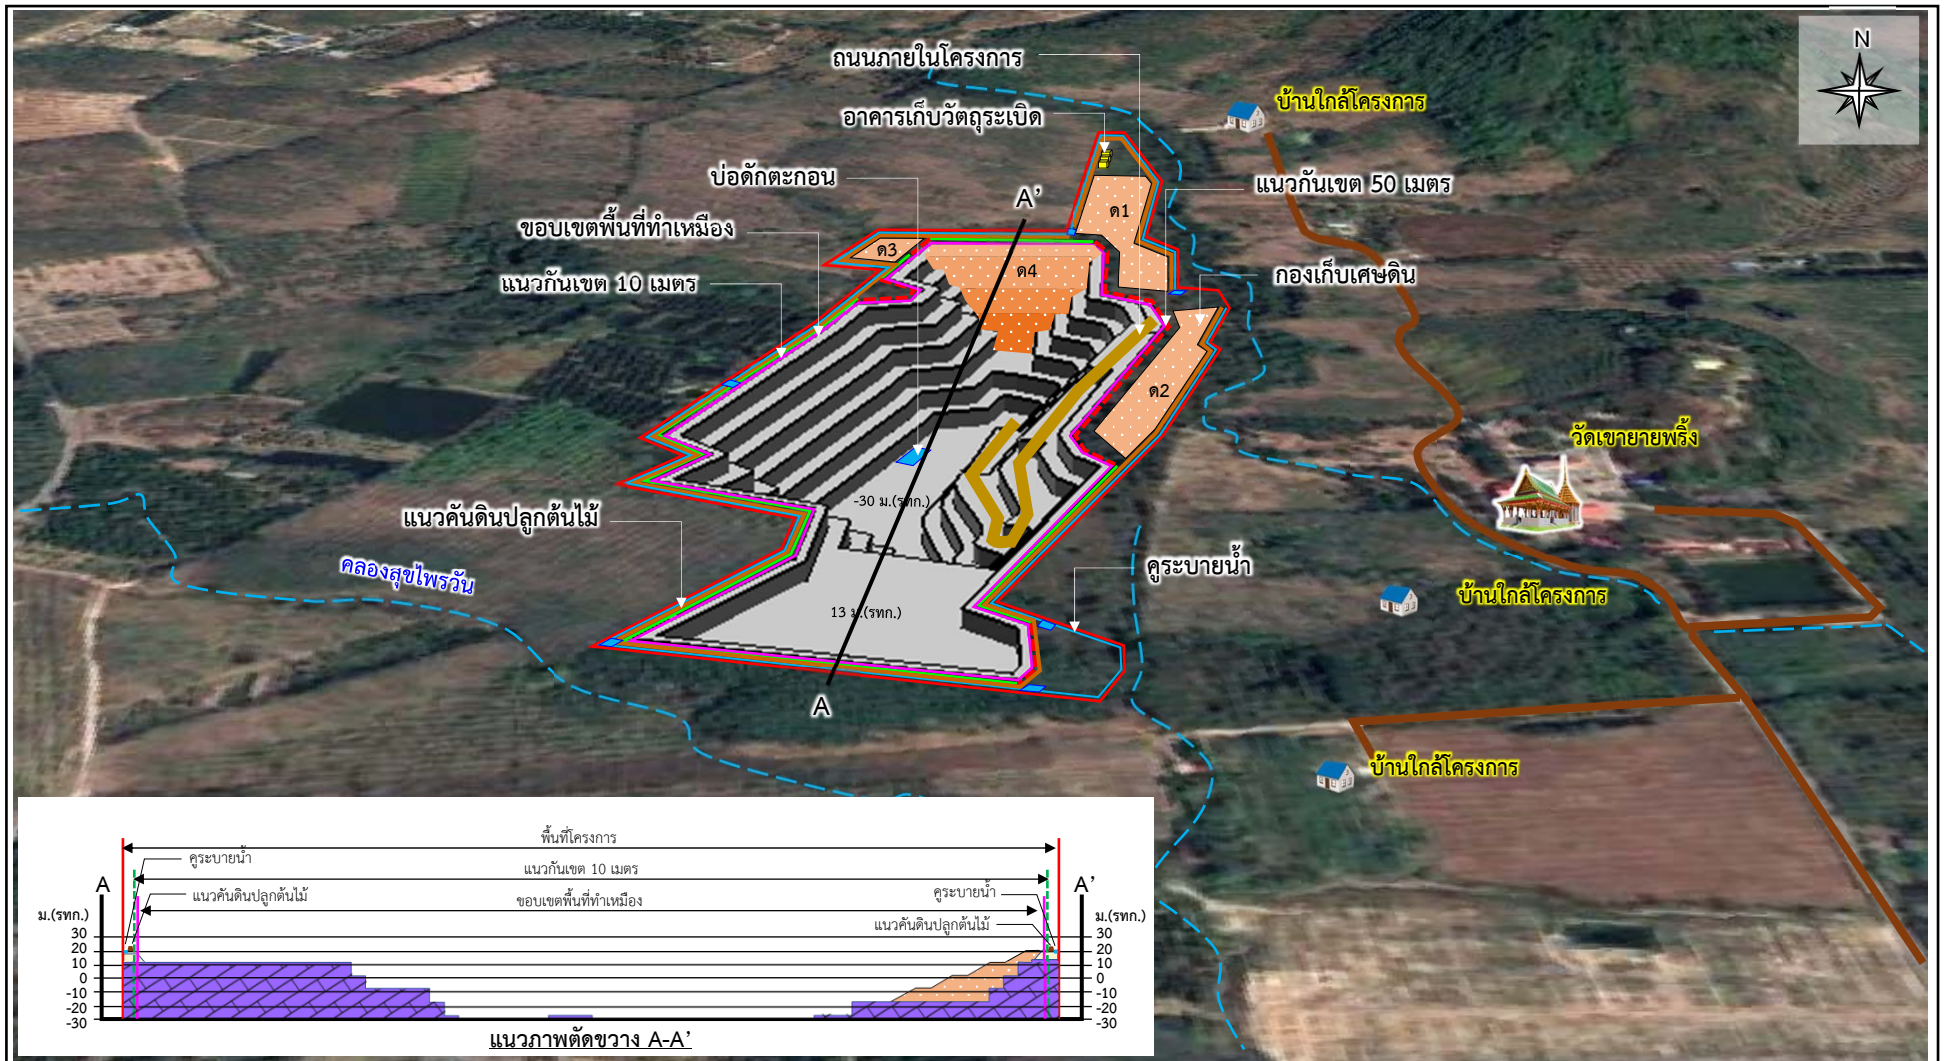 N
ถนนภายในโครงการ
บ้านใกล้โครงการ
อาคารเก็บวัตถุระเบิด
บ่อดักตะกอน
A’
แนวกันเขต 50 เมตร
ด1
ขอบเขตพื้นที่ทำเหมือง
ด3
ด4
กองเก็บเศษดิน
แนวกันเขต 10 เมตร
ด2
วัดเขายายพริ้ง
-30 ม.(รทก.)
แนวคันดินปลูกต้นไม้
คลองสุขไพรวัน
คูระบายน้ำ
บ้านใกล้โครงการ
13 ม.(รทก.)
A
บ้านใกล้โครงการ
พื้นที่โครงการ
คูระบายน้ำ
แนวกันเขต 10 เมตร
A
A’
แนวคันดินปลูกต้นไม้
ขอบเขตพื้นที่ทำเหมือง
คูระบายน้ำ
ม.(รทก.)
แนวคันดินปลูกต้นไม้
ม.(รทก.)
30 30
20 20
10 10
0 0
-10 -10
-20 -20
-30 -30
แนวภาพตัดขวาง A-A’